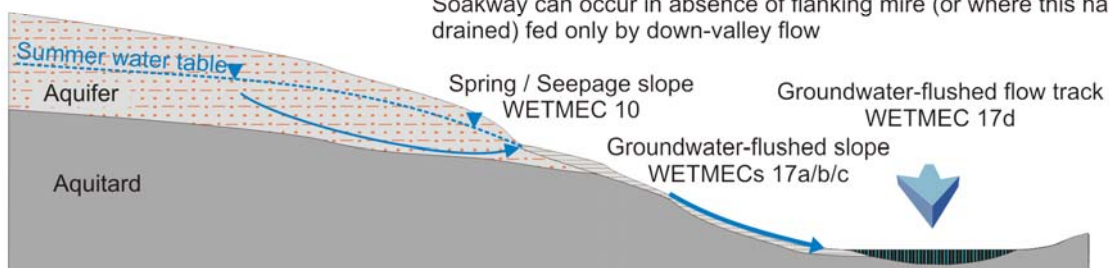 Soakway can occur in absence of flanking mire (or where this ha
drained) fed only by down-valley flow
Summer water table
Aquifer
Spring / Seepage slope
WETMEC 10
Groundwater-flushed flow track
WETMEC 17d
Groundwater-flushed slope
WETMECs 17a/b/c
Aquitard